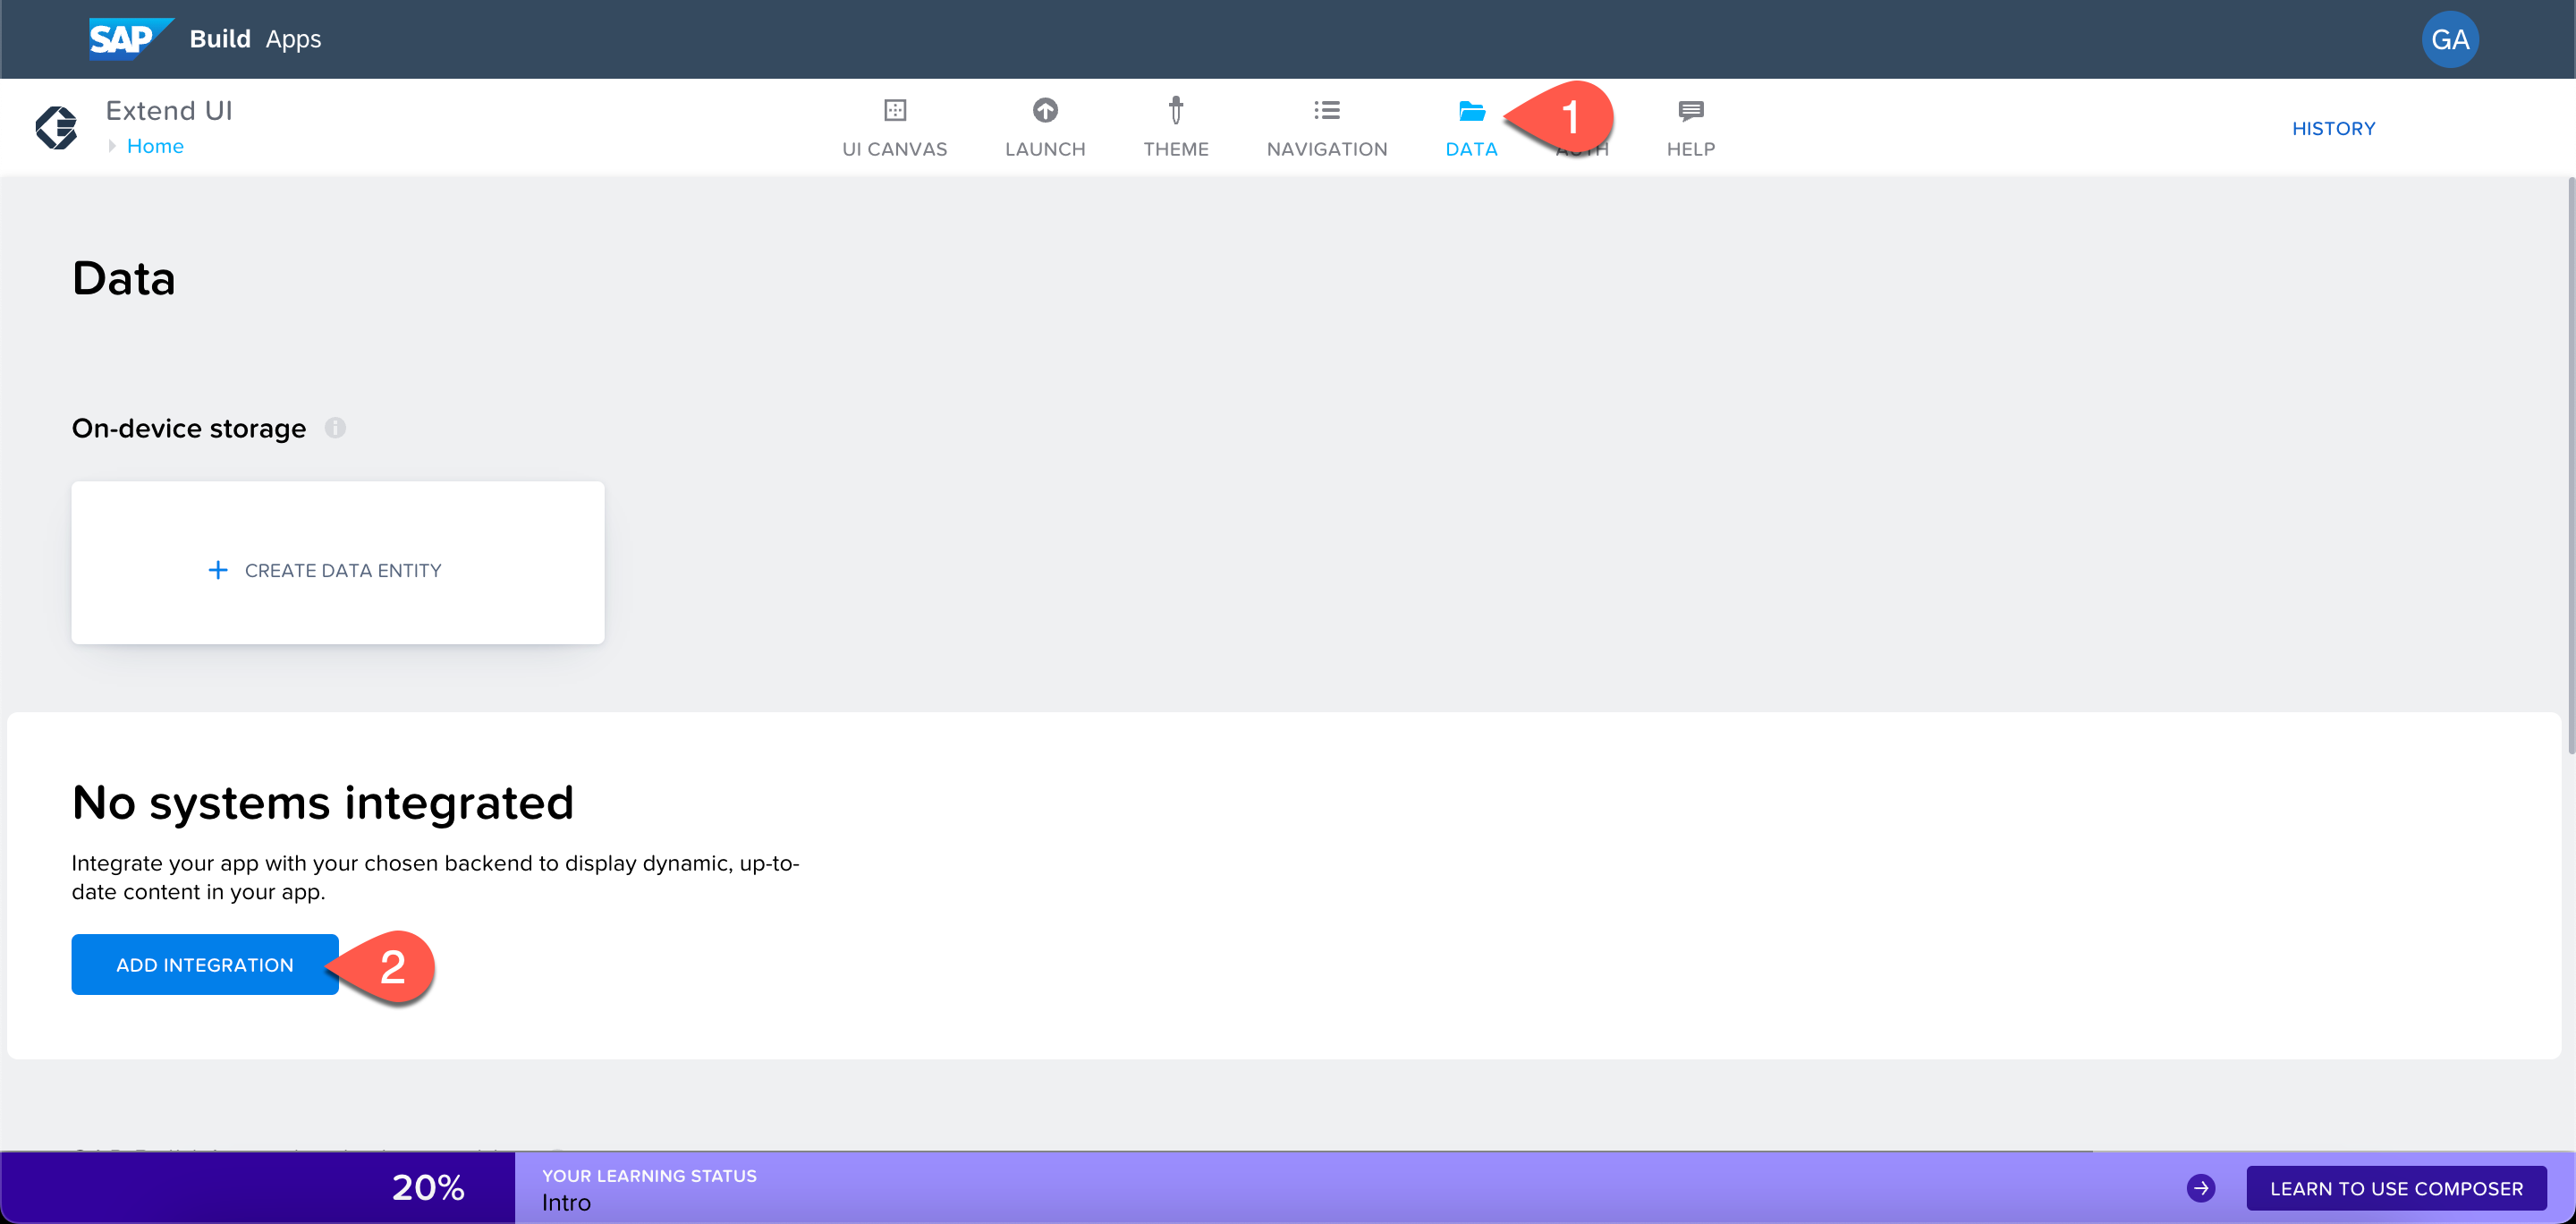 SAP Build Apps
GA
Extend UI
Home
UI CANVAS
LAUNCH
THEME
NAVIGATION
DATA
1
AUTH
HELP
HISTORY
Data
On-device storage
+ CREATE DATA ENTITY
No systems integrated
Integrate your app with your chosen backend to display dynamic, up-to-
date content in your app.
ADD INTEGRATION
2
20%
YOUR LEARNING STATUS
Intro
LEARN TO USE COMPOSER